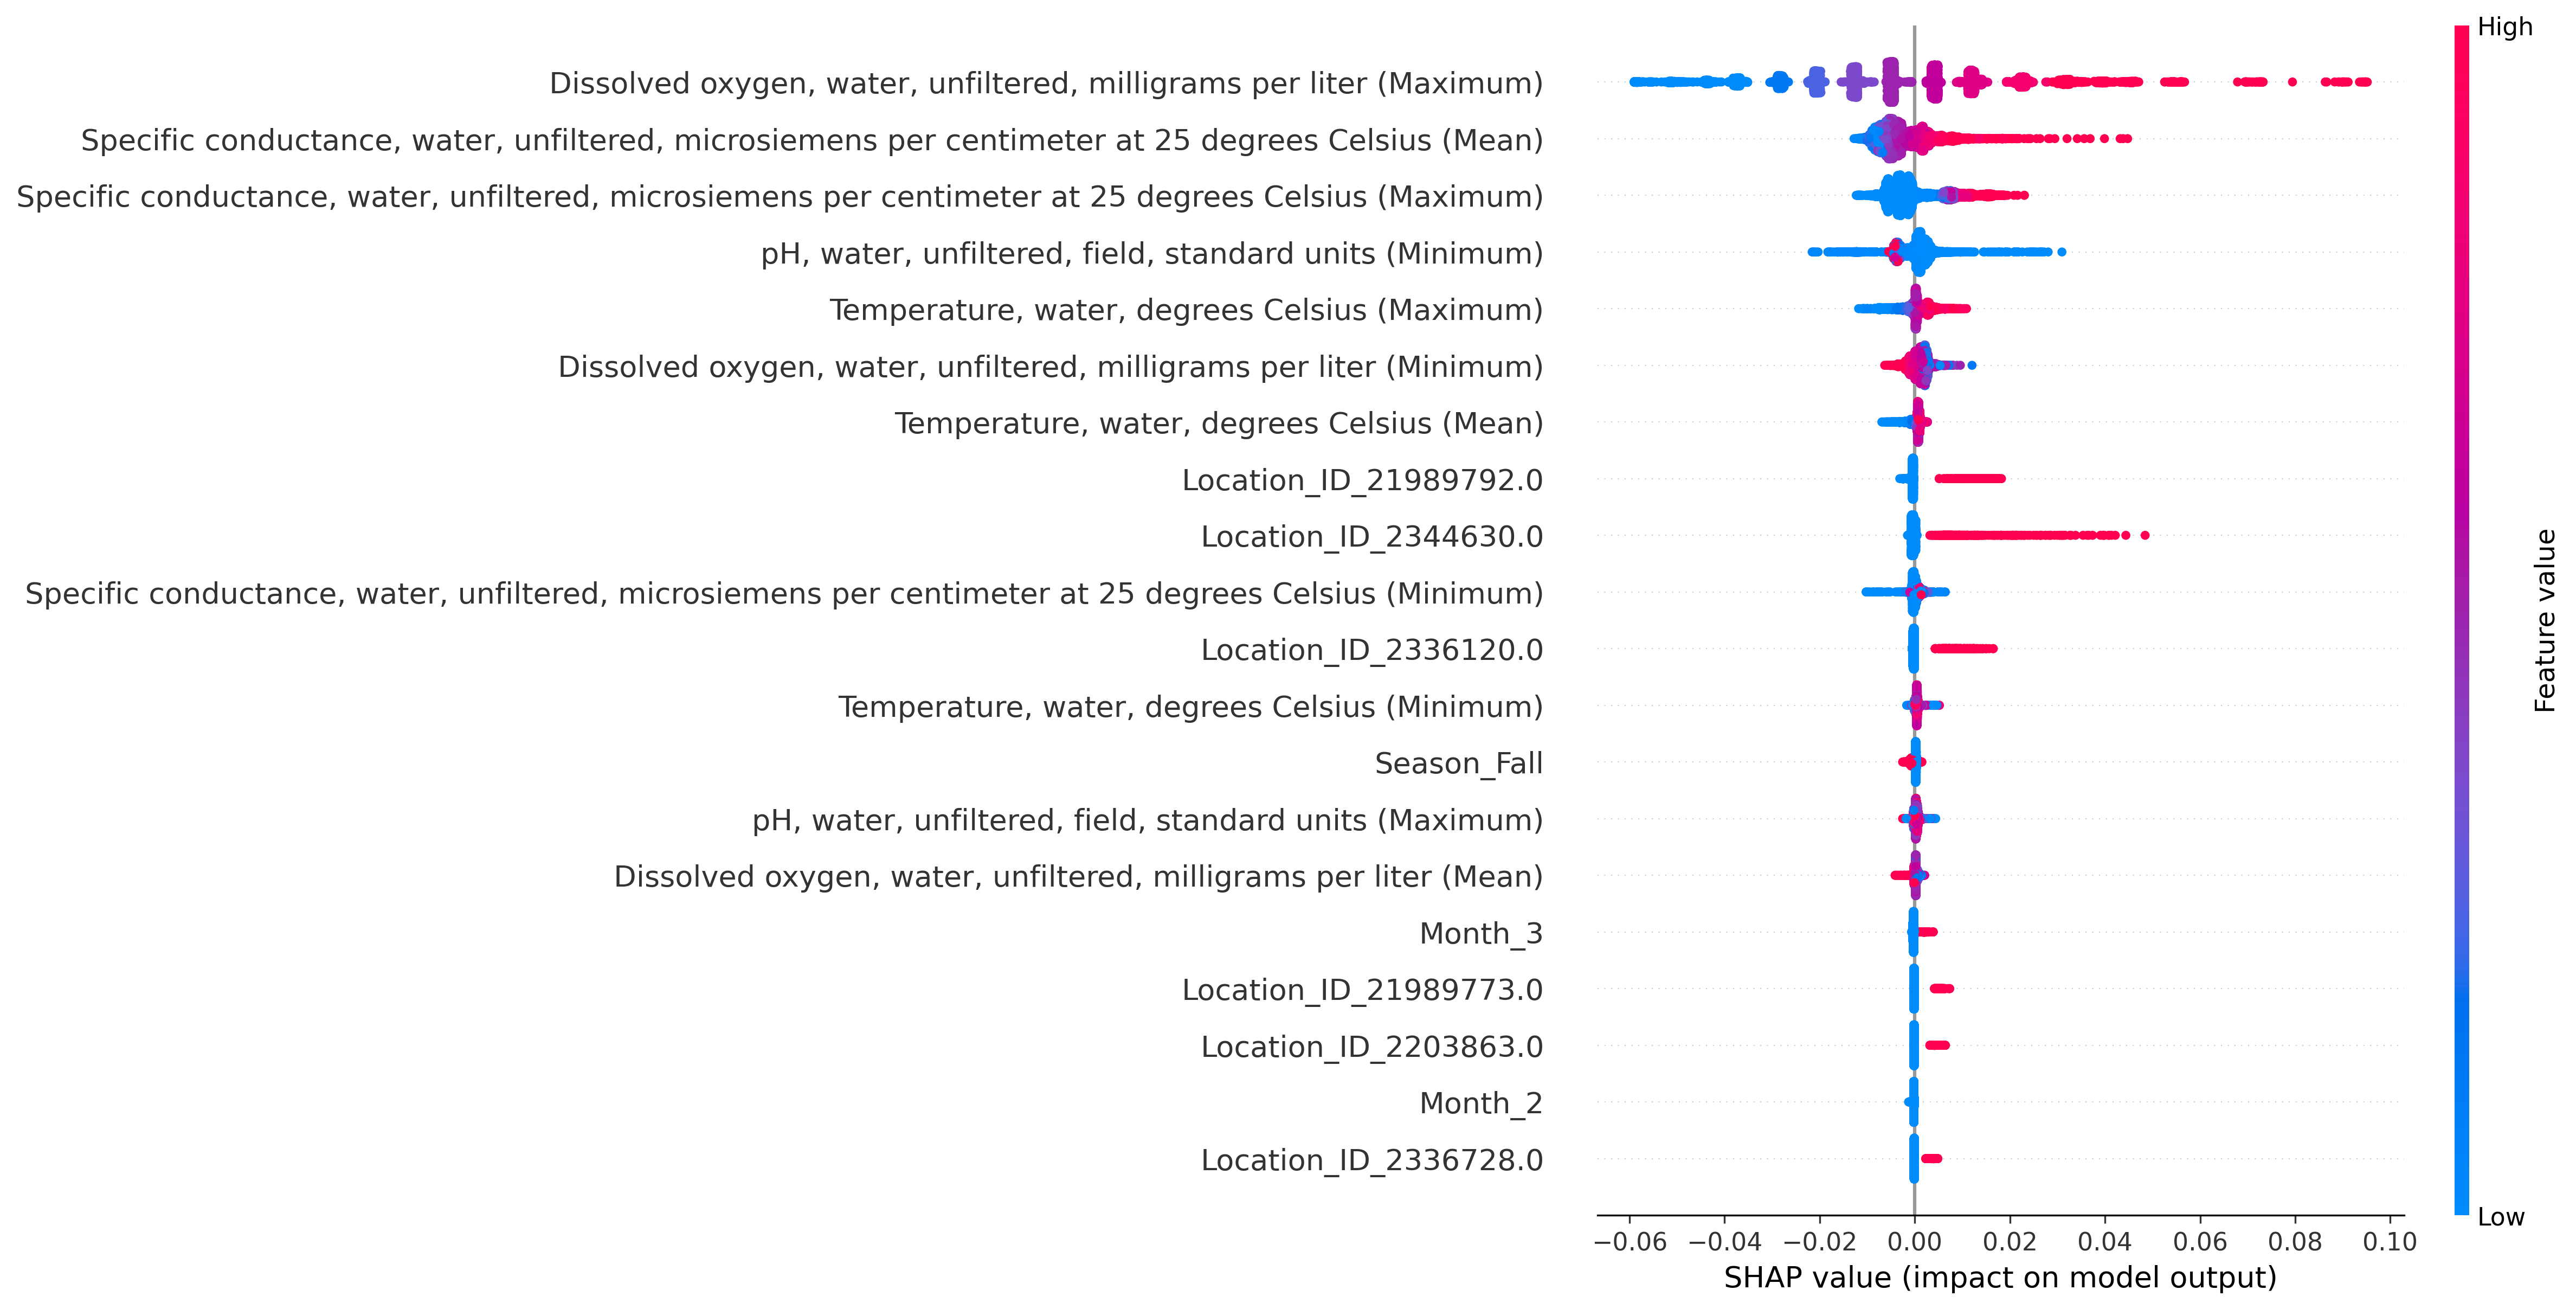 High
Dissolved oxygen, water, unfiltered, milligrams per liter (Maximum)
Specific conductance, water, unfiltered, microsiemens per centimeter at 25 degrees Celsius (Mean)
Specific conductance, water, unfiltered, microsiemens per centimeter at 25 degrees Celsius (Maximum)
pH, water, unfiltered, field, standard units (Minimum)
Temperature, water, degrees Celsius (Maximum)
Dissolved oxygen, water, unfiltered, milligrams per liter (Minimum)
Temperature, water, degrees Celsius (Mean)
Location_ID_21989792.0
Location_ID_2344630.0
Specific conductance, water, unfiltered, microsiemens per centimeter at 25 degrees Celsius (Minimum)
Location_ID_2336120.0
Temperature, water, degrees Celsius (Minimum)
Season_Fall
pH, water, unfiltered, field, standard units (Maximum)
Dissolved oxygen, water, unfiltered, milligrams per liter (Mean)
Month_3
Location_ID_21989773.0
Location_ID_2203863.0
Month_2
Location_ID_2336728.0
Feature value
Low
−0.06 −0.04 −0.02 0.00 0.02 0.04 0.06 0.08 0.10
SHAP value (impact on model output)